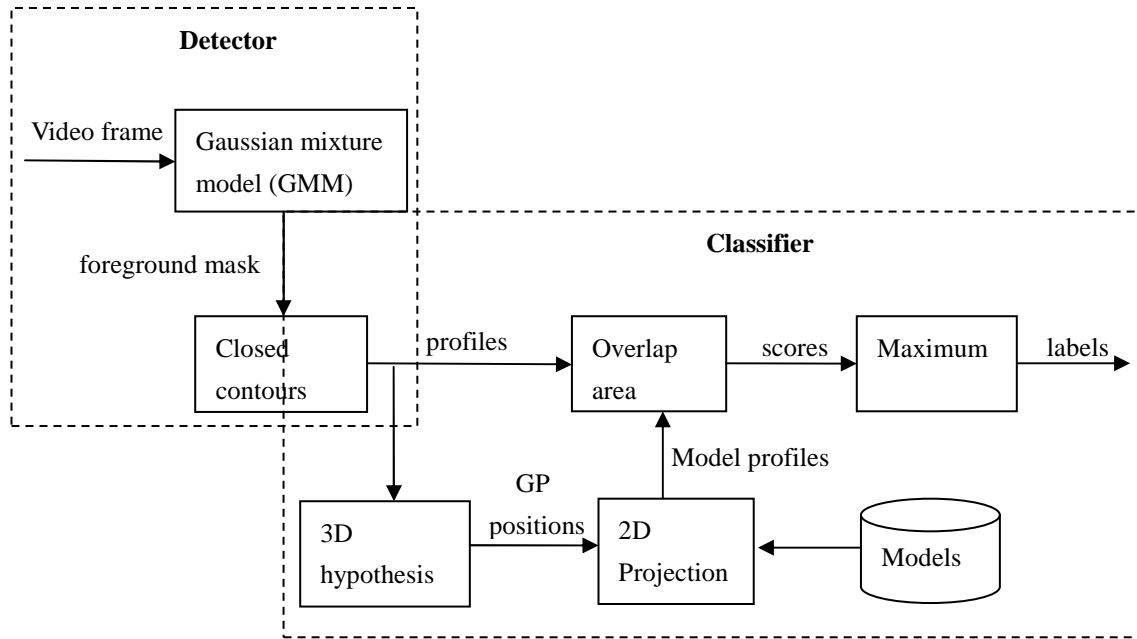 Detector
Video frame
Gaussian mixture
model (GMM)
Classifier
foreground mask
Closed
contours
profiles
Overlap
area
scores
Maximum
labels
Model profiles
GP
positions
3D
hypothesis
2D
Projection
Models